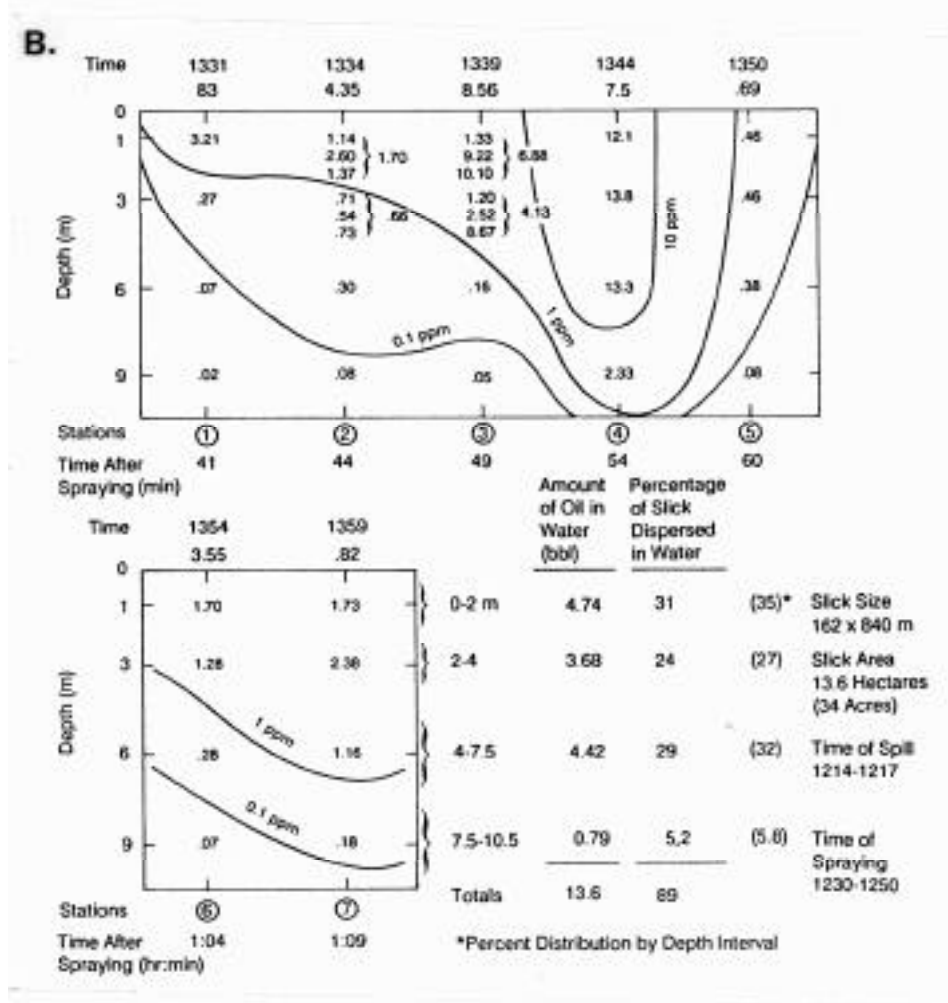 B.
Time 1331 1334 1339 1344 1350
83 4.35 8.56 7.5 .69
0
1 3.21 1.14 1.33 12.1 .46
2.60 1.70 9.22 6.88
1.37 10.10
3 .27 .71 1.20 13.8 .46
.54 .66 2.52 4.13
.73 8.67
10 ppm
Depth (m)
6 .07 .30 .16 13.3 .38
1 ppm
0.1 ppm
9 .02 .08 .05 2.33 .08
Stations 1 2 3 4 5
Time After 41 44 49 54 60
Spraying (min)
Amount Percentage
of Oil in of Slick
Water Dispersed
(bbl) in Water
Time 1354 1359
3.55 .82
0
1 1.70 1.73 0-2 m 4.74 31 (35)* Slick Size
162 x 840 m
3 1.28 2.38 2-4 3.68 24 (27) Slick Area
13.6 Hectares
(34 Acres)
Depth (m)
1 ppm
6 .28 1.16 4-7.5 4.42 29 (32) Time of Spill
1214-1217
0.1 ppm
9 .07 .18 7.5-10.5 0.79 5,2 (5.8) Time of
Spraying
1230-1250
Totals 13.6 89
Stations 6 7
Time After 1:04 1:09
Spraying (hr:min)
*Percent Distribution by Depth Interval